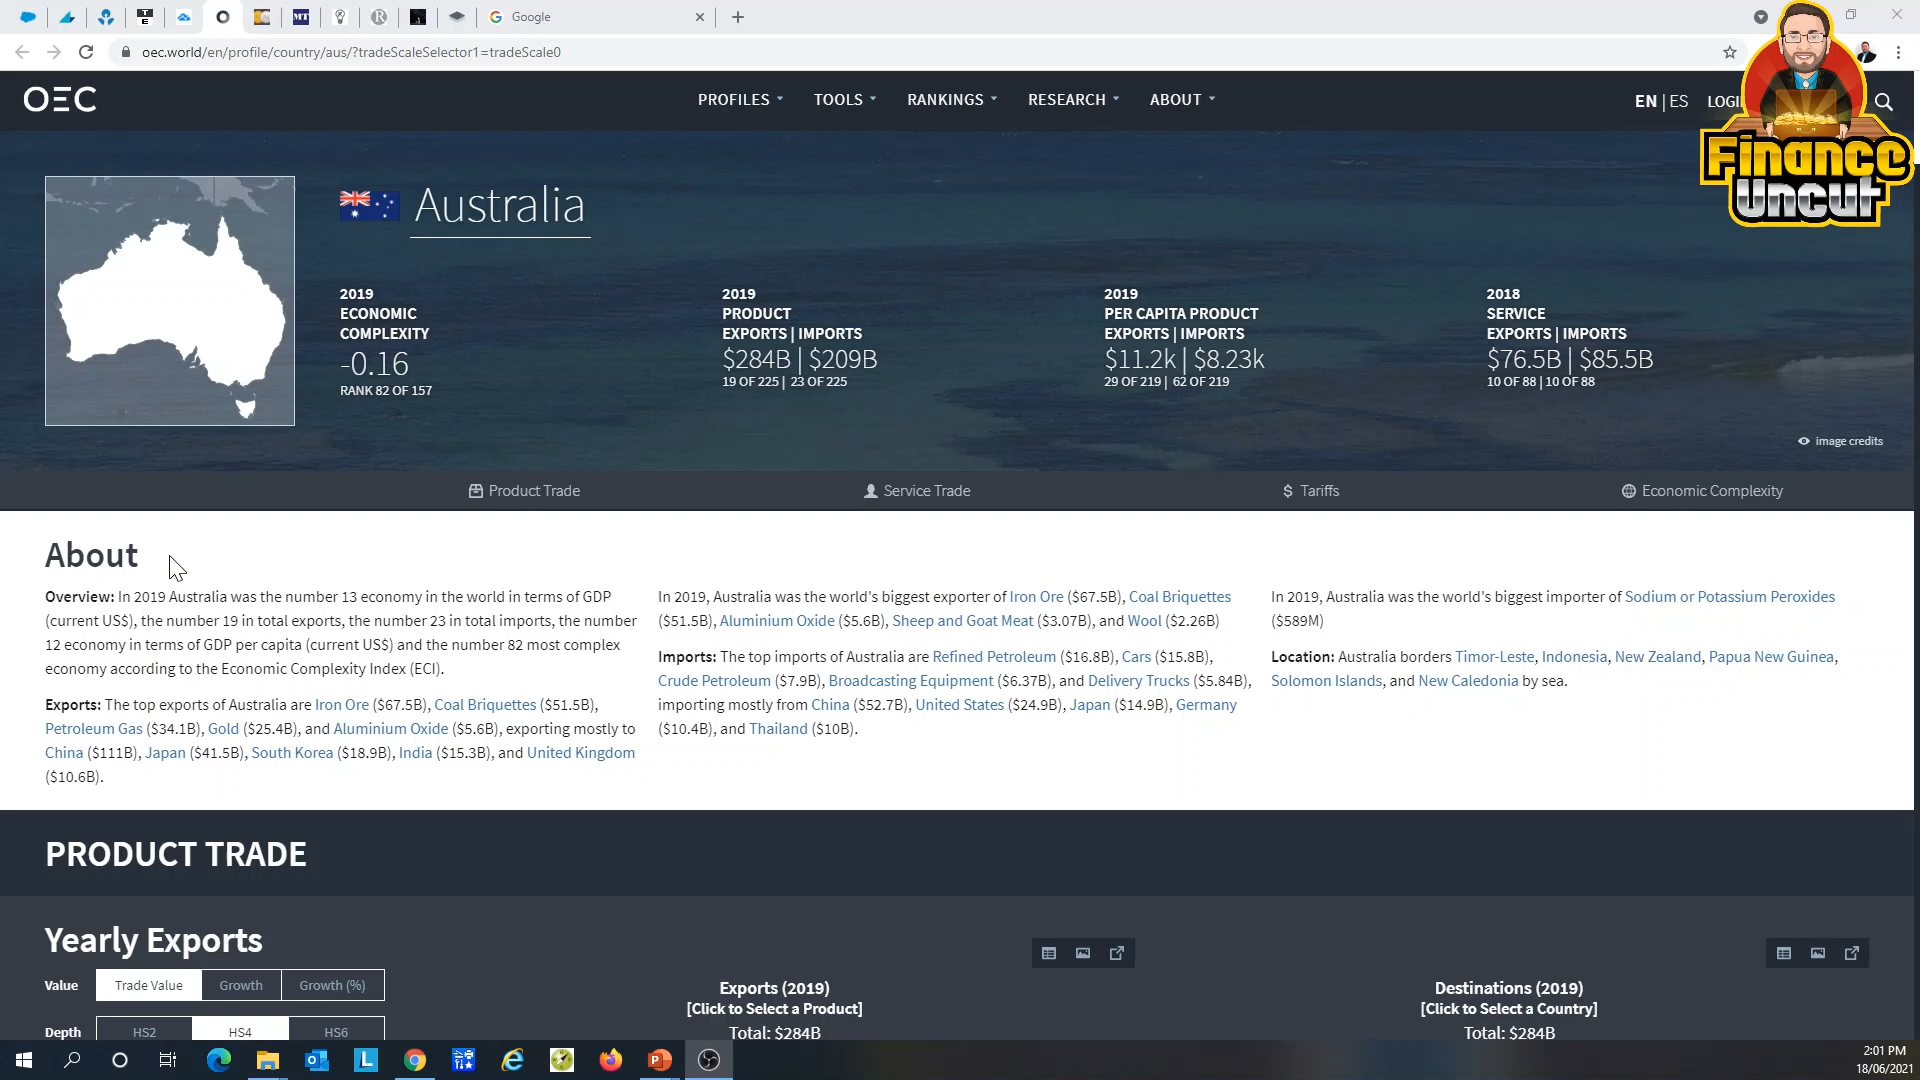 Google
oec.world/en/profile/country/aus/?tradeScaleSelector1=tradeScale0
OEC
PROFILES
TOOLS
RANKINGS
RESEARCH
ABOUT
EN | ES
Finance
Uncut
Australia
2019
ECONOMIC
COMPLEXITY
-0.16
RANK 82 OF 157
2019
PRODUCT
EXPORTS | IMPORTS
$284B | $209B
19 OF 225 | 23 OF 225
2019
PER CAPITA PRODUCT
EXPORTS | IMPORTS
$11.2k | $8.23k
29 OF 219 | 62 OF 219
2018
SERVICE
EXPORTS | IMPORTS
$76.5B | $85.5B
10 OF 88 | 10 OF 88
image credits
Product Trade
Service Trade
Tariffs
Economic Complexity
About
Overview: In 2019 Australia was the number 13 economy in the world in terms of GDP
(current US$), the number 19 in total exports, the number 23 in total imports, the number
12 economy in terms of GDP per capita (current US$) and the number 82 most complex
economy according to the Economic Complexity Index (ECI).
Exports: The top exports of Australia are Iron Ore ($67.5B), Coal Briquettes ($51.5B),
Petroleum Gas ($34.1B), Gold ($25.4B), and Aluminium Oxide ($5.6B), exporting mostly to
China ($111B), Japan ($41.5B), South Korea ($18.9B), India ($15.3B), and United Kingdom
($10.6B).
In 2019, Australia was the world's biggest exporter of Iron Ore ($67.5B), Coal Briquettes
($51.5B), Aluminium Oxide ($5.6B), Sheep and Goat Meat ($3.07B), and Wool ($2.26B)
Imports: The top imports of Australia are Refined Petroleum ($16.8B), Cars ($15.8B),
Crude Petroleum ($7.9B), Broadcasting Equipment ($6.37B), and Delivery Trucks ($5.84B),
importing mostly from China ($52.7B), United States ($24.9B), Japan ($14.9B), Germany
($10.4B), and Thailand ($10B).
In 2019, Australia was the world's biggest importer of Sodium or Potassium Peroxides
($589M)
Location: Australia borders Timor-Leste, Indonesia, New Zealand, Papua New Guinea,
Solomon Islands, and New Caledonia by sea.
PRODUCT TRADE
Yearly Exports
Value
Trade Value
Growth
Growth (%)
Depth
HS2
HS4
HS6
Exports (2019)
[Click to Select a Product]
Total: $284B
Destinations (2019)
[Click to Select a Country]
Total: $284B
2:01 PM
18/06/2021